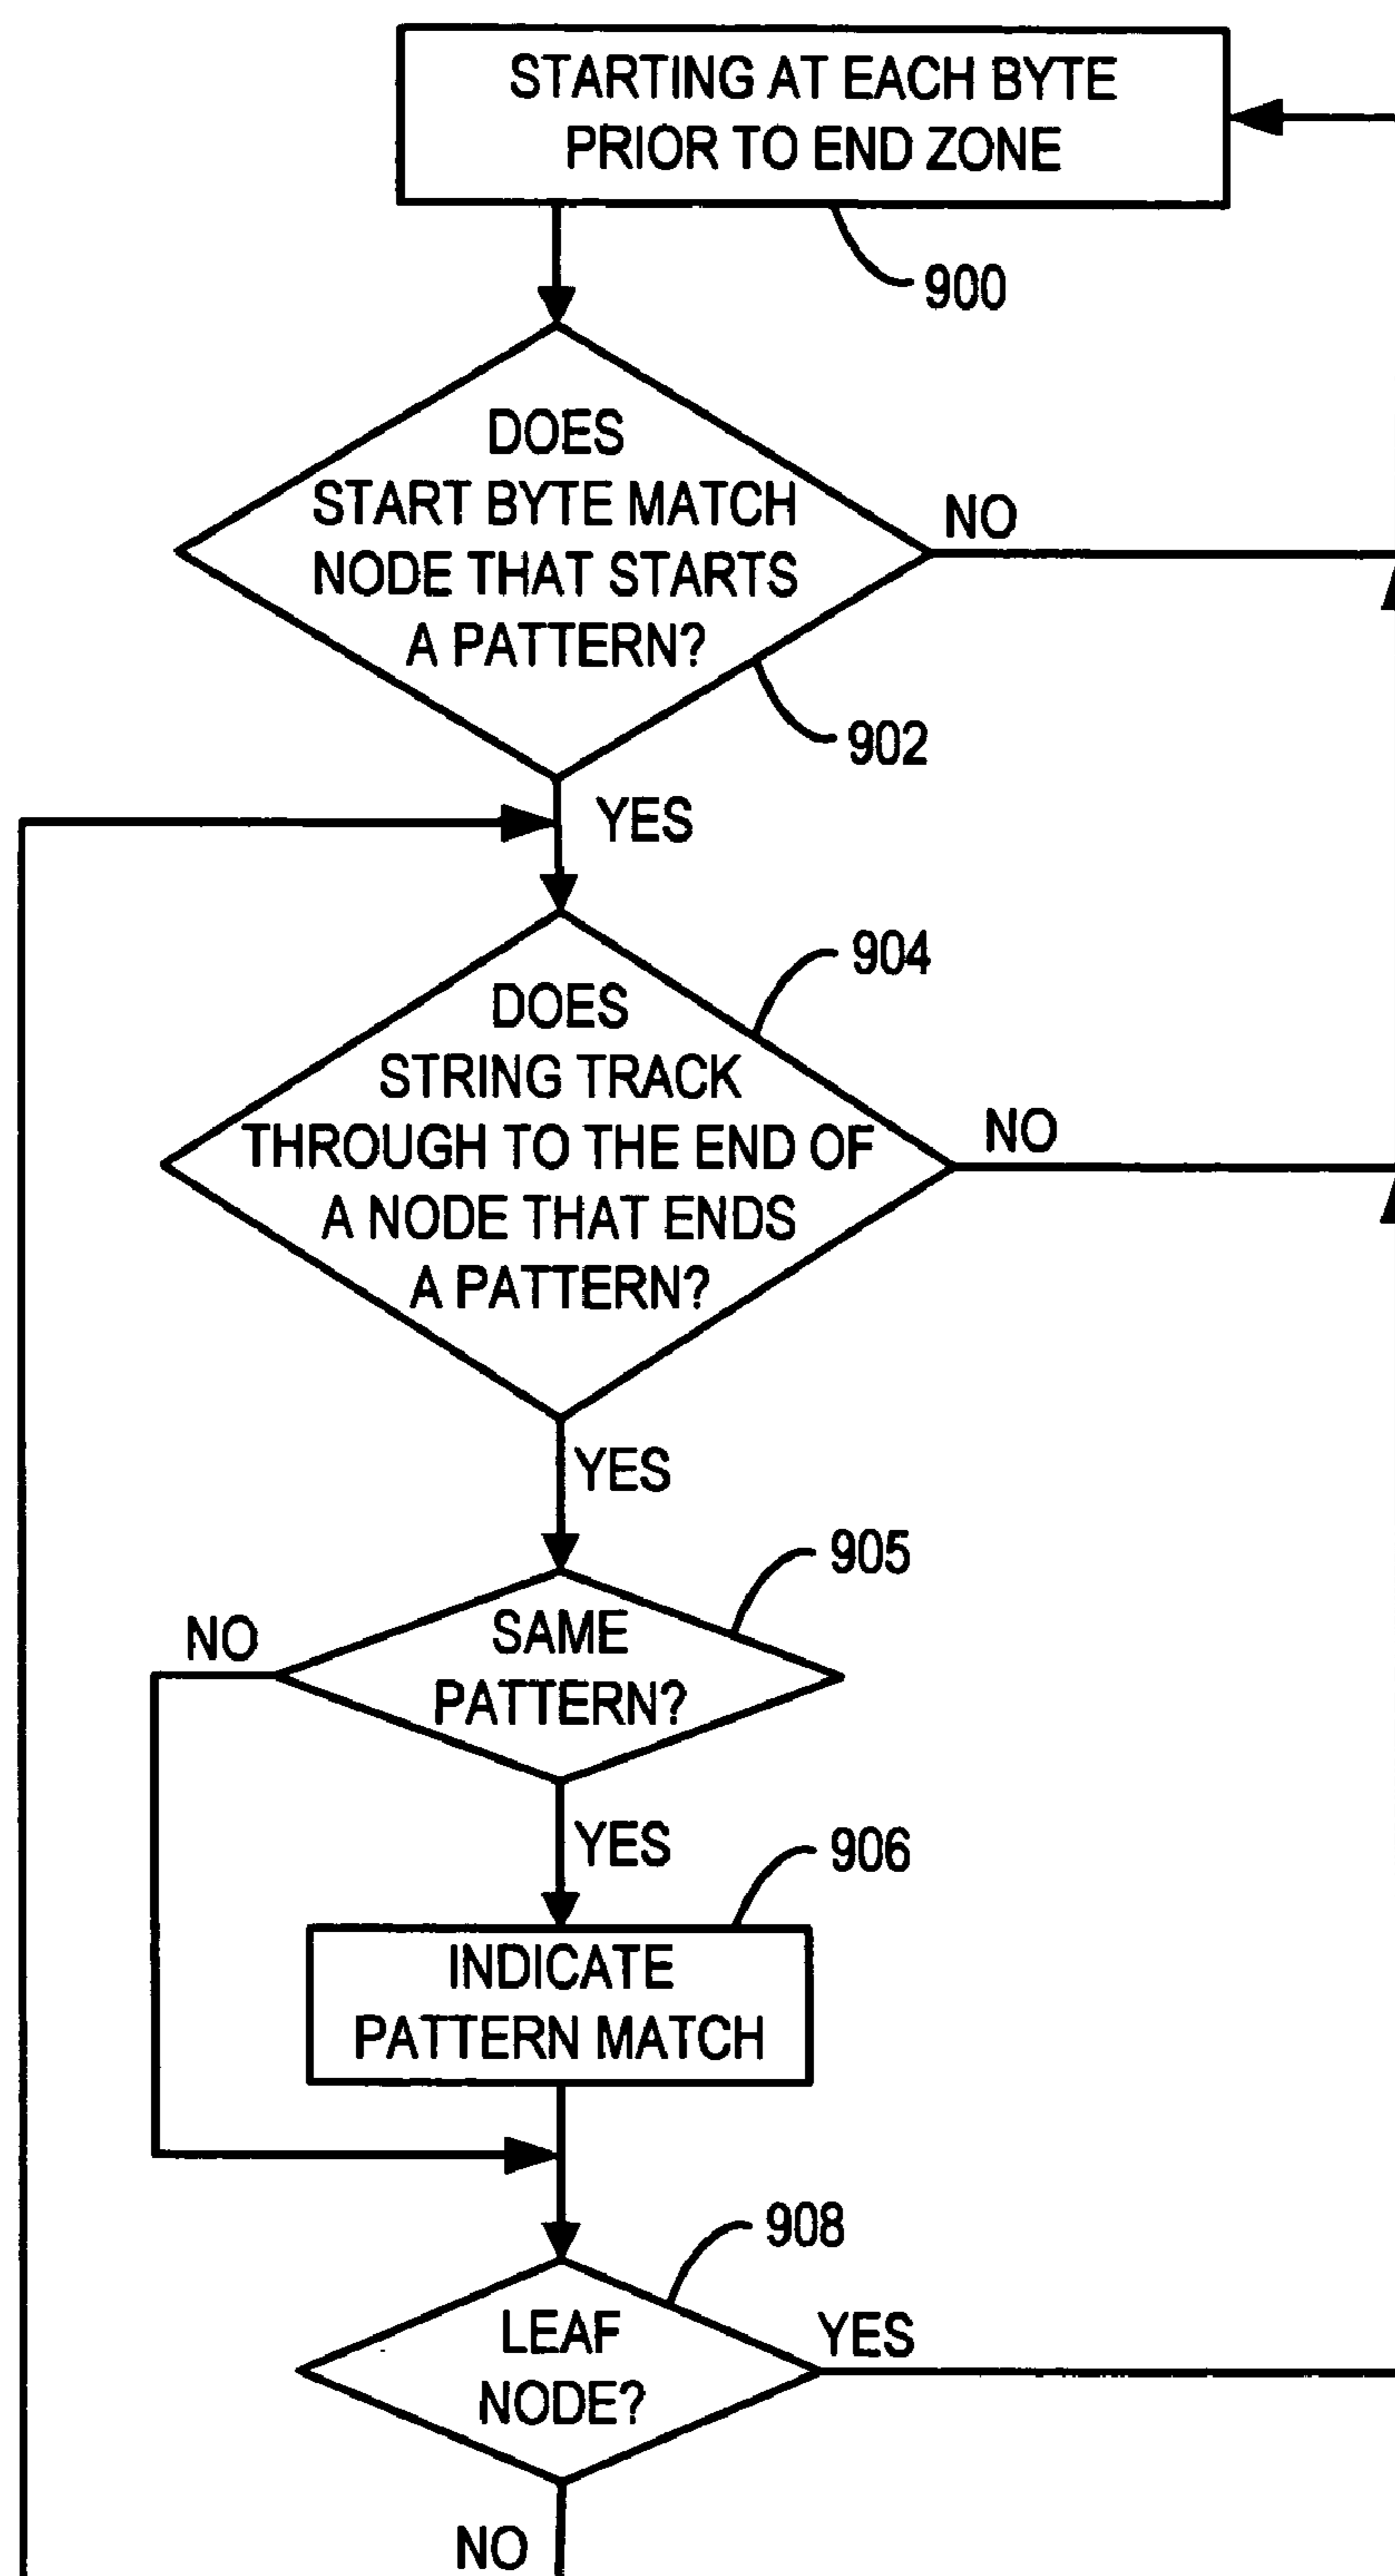 STARTING AT EACH BYTE
PRIOR TO END ZONE
900
DOES
START BYTE MATCH
NODE THAT STARTS
A PATTERN?
NO
902
YES
904
DOES
STRING TRACK
THROUGH TO THE END OF
A NODE THAT ENDS
A PATTERN?
NO
YES
905
NO
SAME
PATTERN?
YES
906
INDICATE
PATTERN MATCH
908
LEAF
NODE?
YES
NO